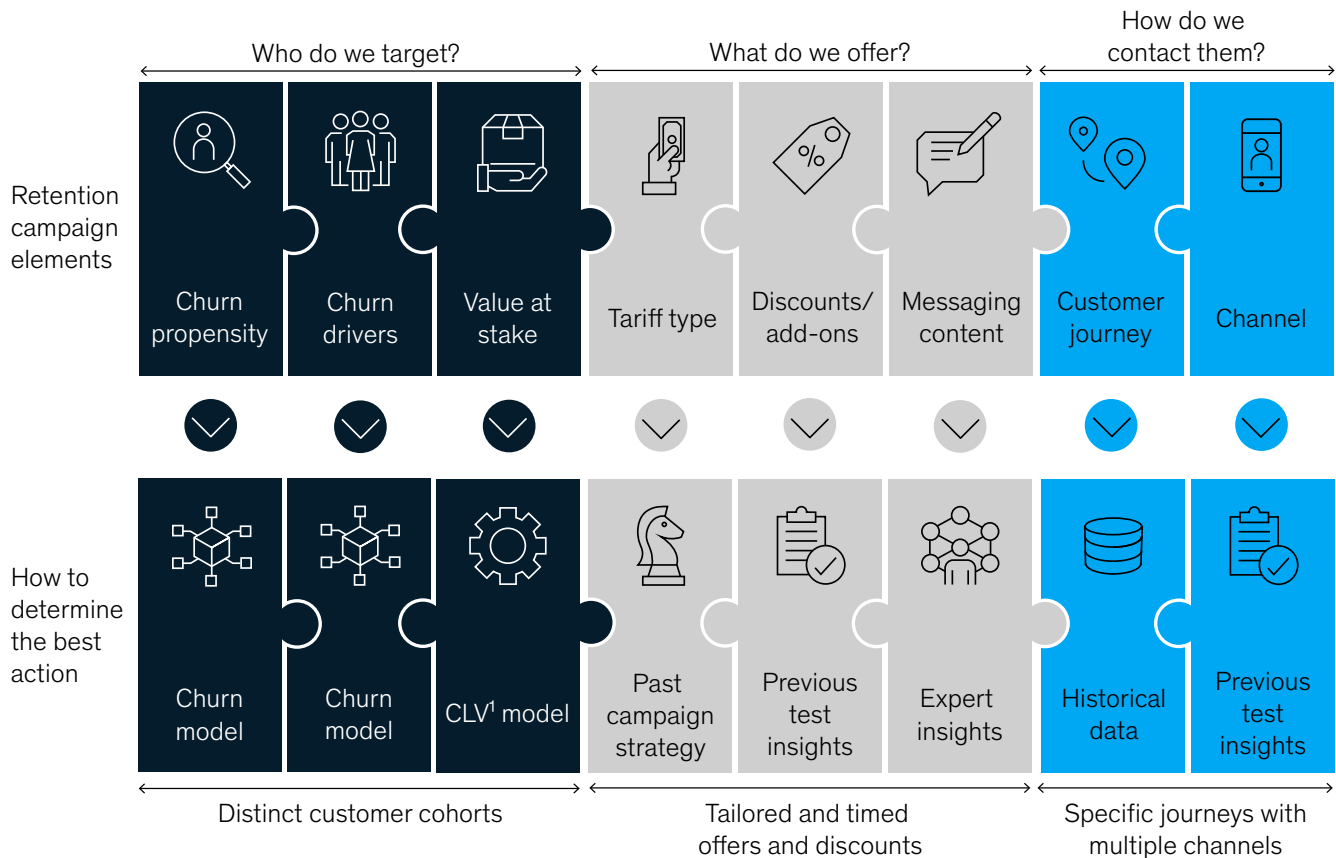 Who do we target?
What do we offer?
How do we
contact them?
Retention
campaign
elements
Churn
propensity
Churn
drivers
Value at
stake
Tariff type
%
Discounts/
add-ons
Messaging
content
Customer
journey
Channel
How to
determine
the best
action
Churn
model
Churn
model
CLV¹ model
Past
campaign
strategy
Previous
test
insights
Expert
insights
Historical
data
Previous
test
insights
Distinct customer cohorts
Tailored and timed
offers and discounts
Specific journeys with
multiple channels